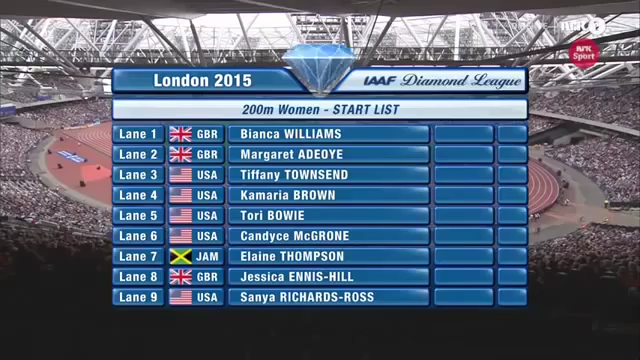 nrk1
NRK
Sport
London 2015
IAAF Diamond League
200m Women - START LIST
Lane 1 GBR Bianca WILLIAMS
Lane 2 GBR Margaret ADEOYE
Lane 3 USA Tiffany TOWNSEND
Lane 4 USA Kamaria BROWN
Lane 5 USA Tori BOWIE
Lane 6 USA Candyce McGRONE
Lane 7 JAM Elaine THOMPSON
Lane 8 GBR Jessica ENNIS-HILL
Lane 9 USA Sanya RICHARDS-ROSS